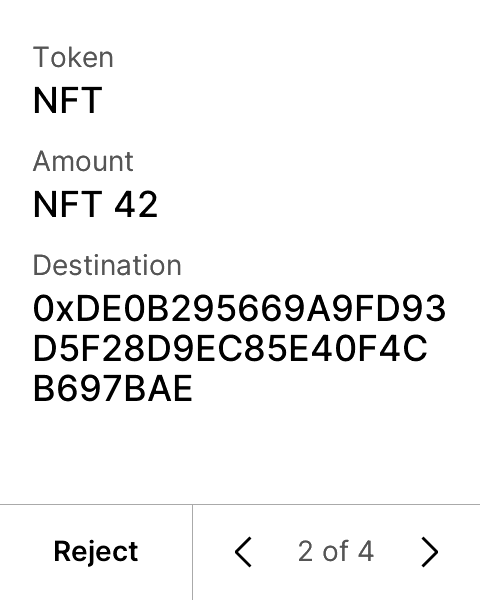 Token
NFT
Amount
NFT 42
Destination
0xDE0B295669A9FD93
D5F28D9EC85E40F4C
B697BAE
Reject
2 of 4